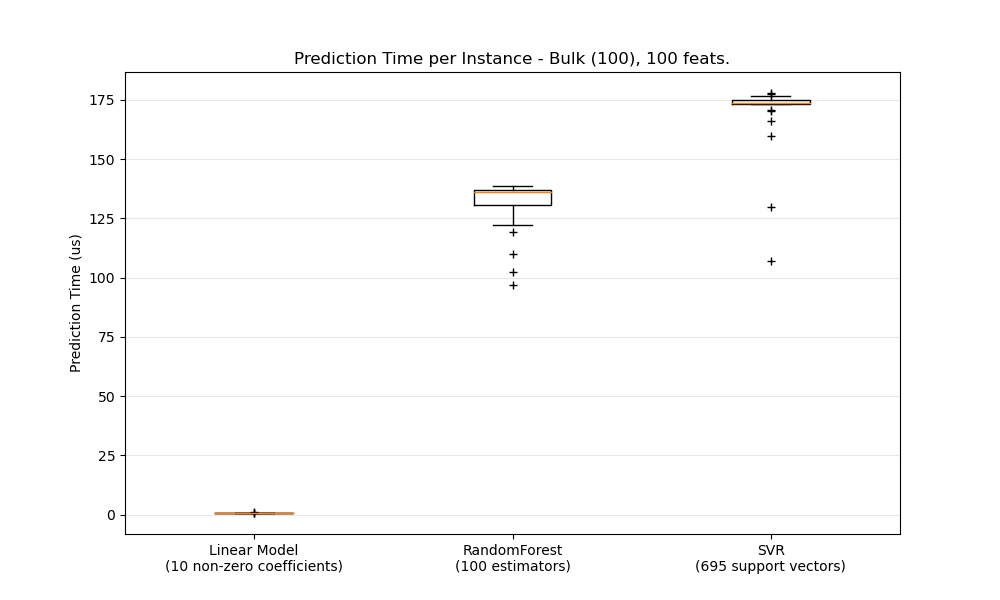 Prediction Time per Instance - Bulk (100), 100 feats.
Prediction Time (us)
175
150
125
100
75
50
25
0
Linear Model
(10 non-zero coefficients)
RandomForest
(100 estimators)
SVR
(695 support vectors)